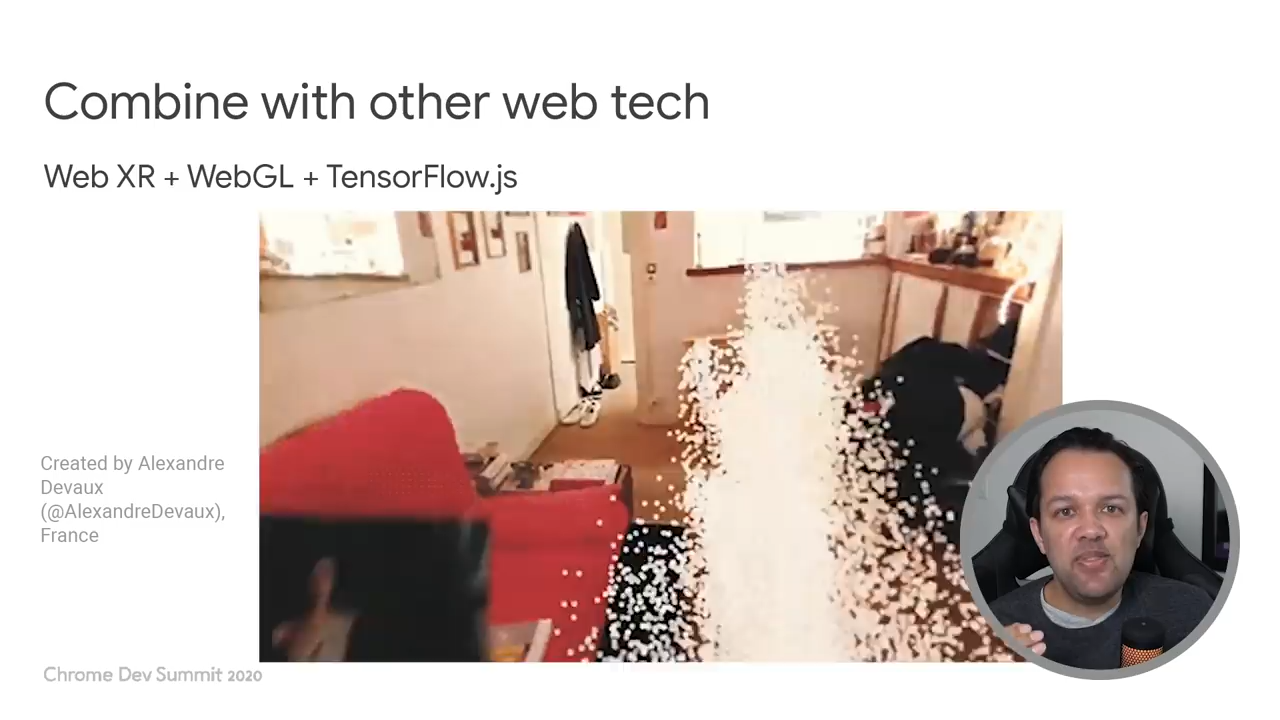 Combine with other web tech
Web XR + WebGL + TensorFlow.js
Created by Alexandre
Devaux
(@AlexandreDevaux),
France
Chrome Dev Summit 2020